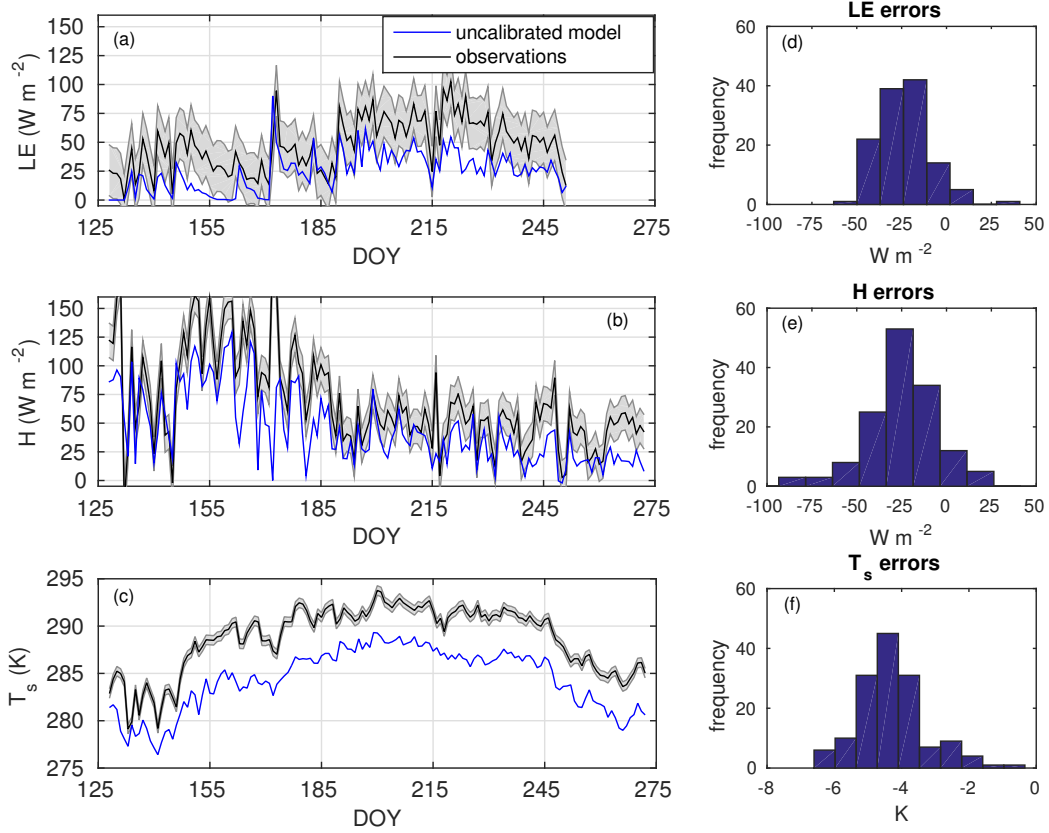 (a)
uncalibrated model
observations
LE (W m⁻²)
150
125
100
75
50
25
0
125 155 185 215 245 275
DOY
LE errors
(d)
frequency
60
40
20
0
-100 -75 -50 -25 0 25 50
W m⁻²
(b)
H (W m⁻²)
150
125
100
75
50
25
0
125 155 185 215 245 275
DOY
H errors
(e)
frequency
60
40
20
0
-100 -75 -50 -25 0 25 50
W m⁻²
(c)
Tₛ (K)
295
290
285
280
275
125 155 185 215 245 275
DOY
Tₛ errors
(f)
frequency
60
40
20
0
-8 -6 -4 -2 0
K